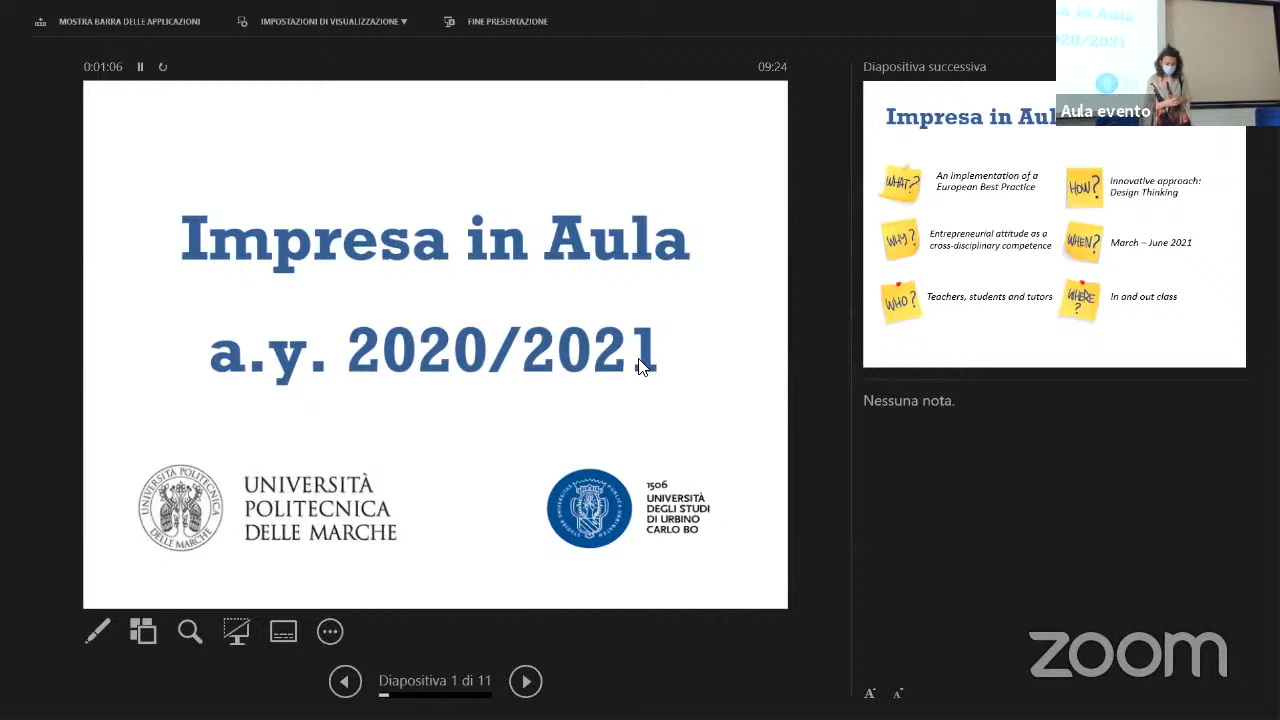 MOSTRA BARRA DELLE APPLICAZIONI
IMPOSTAZIONI DI VISUALIZZAZIONE ▼
FINE PRESENTAZIONE
0:01:06
09:24
Impresa in Aula
a.y. 2020/2021
UNIVERSITÀ
POLITECNICA
DELLE MARCHE
1506
UNIVERSITÀ
DEGLI STUDI
DI URBINO
CARLO BO
Diapositiva 1 di 11
Diapositiva successiva
Impresa in Aul
WHAT?
An implementation of a
European Best Practice
HOW?
Innovative approach:
Design Thinking
WHY?
Entrepreneurial attitude as a
cross-disciplinary competence
WHEN?
March – June 2021
WHO?
Teachers, students and tutors
WHERE
?
In and out class
Nessuna nota.
A A
in Aula
020/2021
Aula evento
zoom